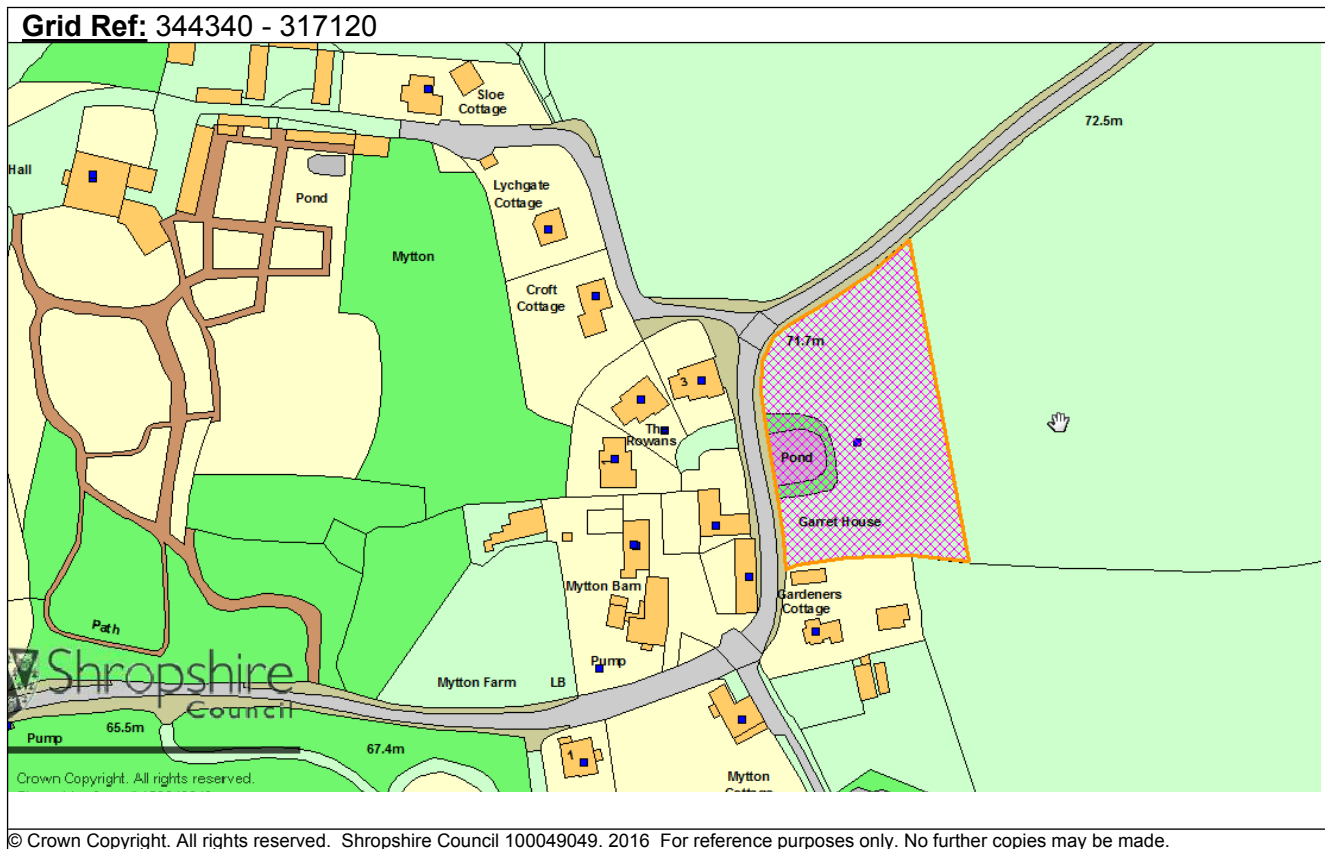 Grid Ref: 344340 - 317120
Sloe
Cottage
72.5m
Hall
Lychgate
Cottage
Pond
Mytton
Croft
Cottage
71.7m
3
The
Rowans
1
Pond
Garret House
Mytton Barn
Gardeners
Cottage
Path
Pump
Shropshire
Council
Mytton Farm
LB
65.5m
Pump
67.4m
1
Mytton
Crown Copyright. All rights reserved.
© Crown Copyright. All rights reserved. Shropshire Council 100049049. 2016 For reference purposes only. No further copies may be made.